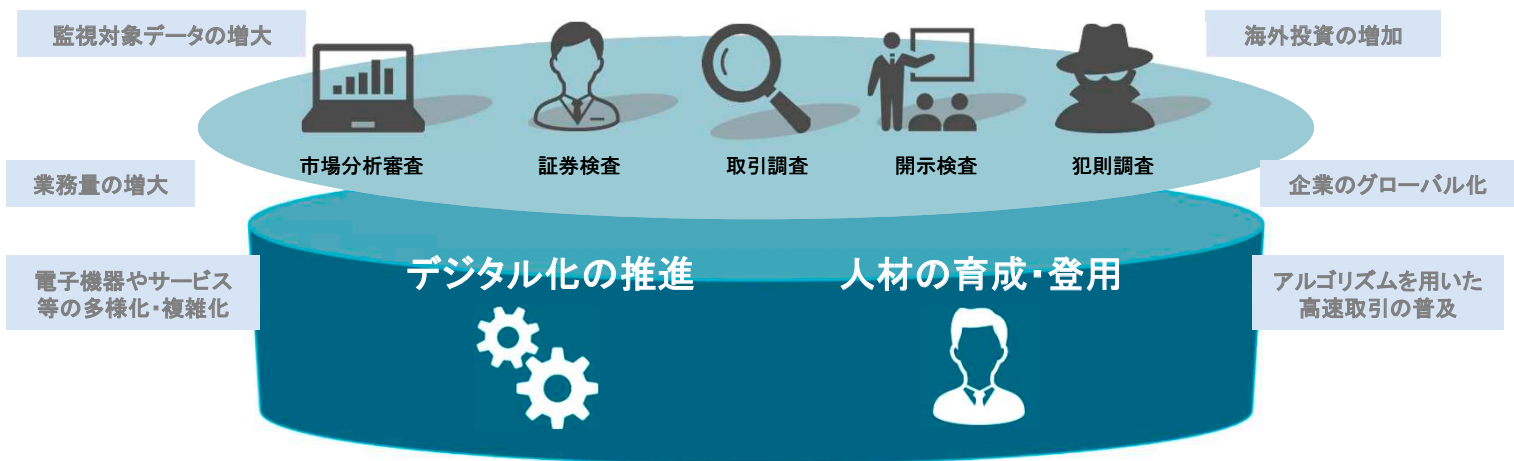 監視対象データの増大
海外投資の増加
市場分析審査
証券検査
取引調査
開示検査
犯則調査
業務量の増大
企業のグローバル化
電子機器やサービス
等の多様化・複雑化
デジタル化の推進
人材の育成・登用
アルゴリズムを用いた
高速取引の普及